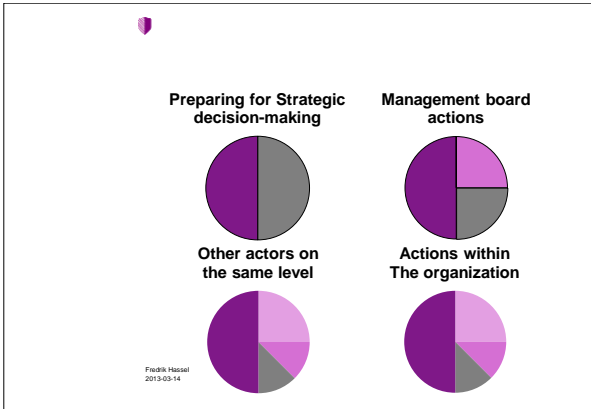 Preparing for Strategic
decision-making
Management board
actions
Other actors on
the same level
Actions within
The organization
Fredrik Hassel
2013-03-14